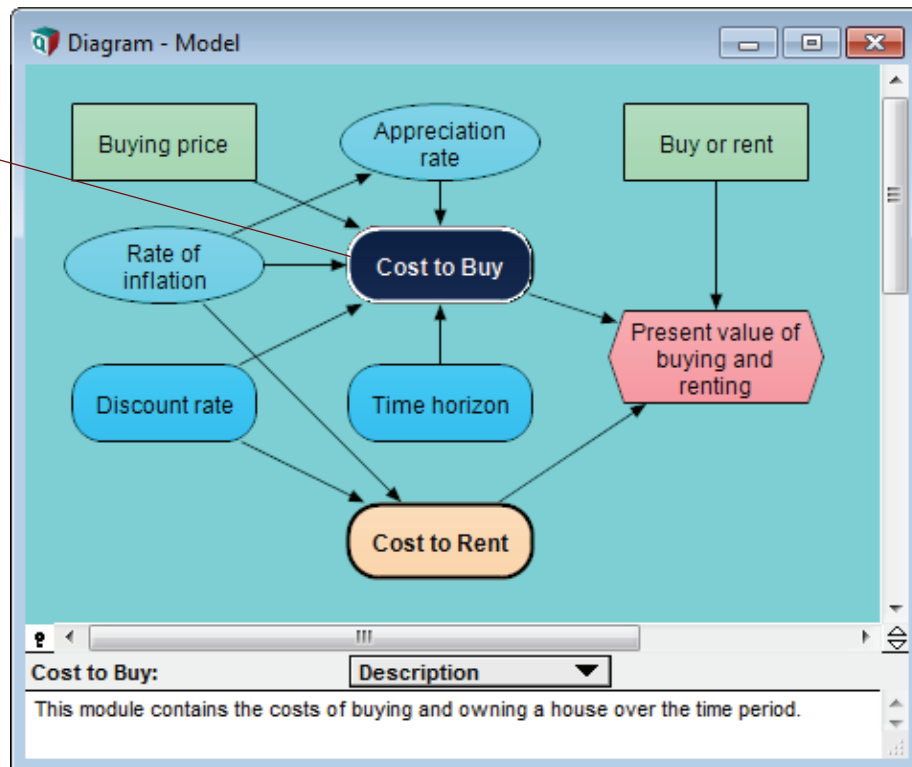 Diagram - Model
Buying price
Appreciation
rate
Buy or rent
Rate of
inflation
Cost to Buy
Present value of
buying and
renting
Discount rate
Time horizon
Cost to Rent
Cost to Buy:
Description
This module contains the costs of buying and owning a house over the time period.